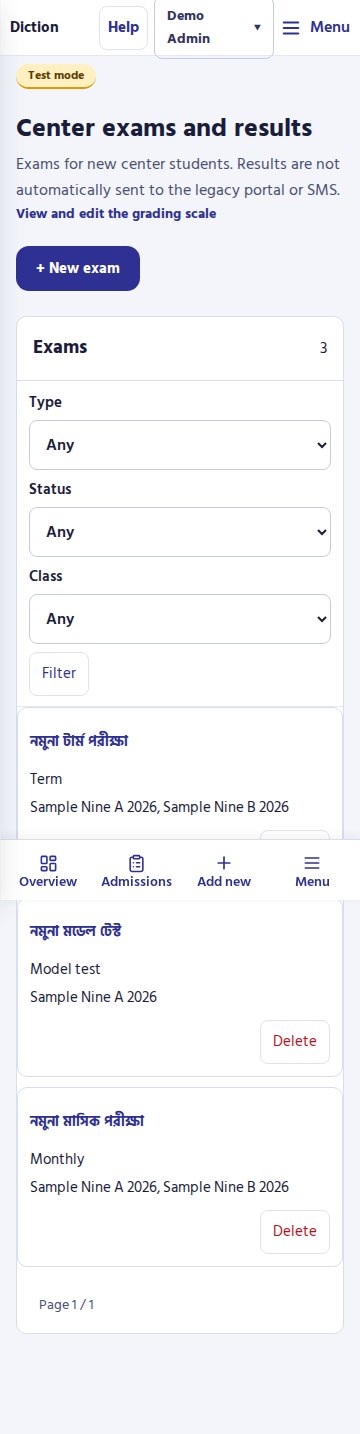 Diction
Help
Demo Admin
Menu
Test mode
Center exams and results
Exams for new center students. Results are not
automatically sent to the legacy portal or SMS.
View and edit the grading scale
+ New exam
Exams 3
Type
Any
Status
Any
Class
Any
Filter
নমুনা টার্ম পরীক্ষা
Term
Sample Nine A 2026, Sample Nine B 2026
Overview Admissions Add new Menu
নমুনা মডেল টেস্ট
Model test
Sample Nine A 2026
Delete
নমুনা মাসিক পরীক্ষা
Monthly
Sample Nine A 2026, Sample Nine B 2026
Delete
Page 1 / 1